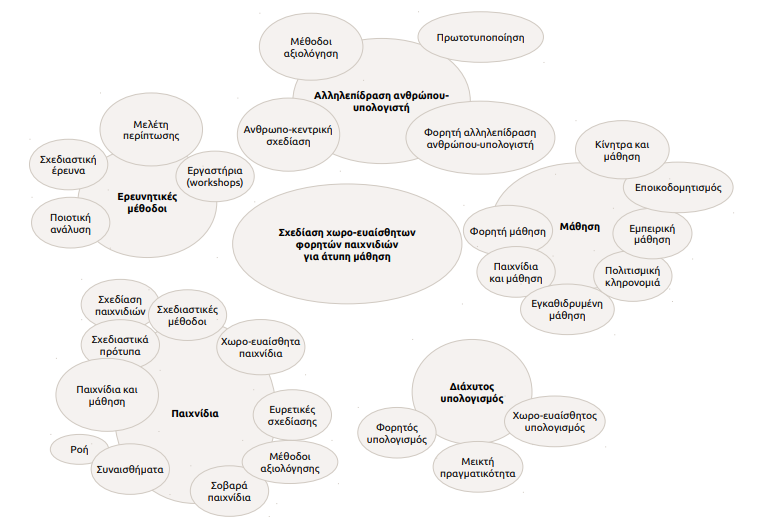 Μέθοδοι
αξιολόγηση
Πρωτοτυποποίηση
Αλληλεπίδραση ανθρώπου-
υπολογιστή
Ανθρωπο-κεντρική
σχεδίαση
Φορητή αλληλεπίδραση
ανθρώπου-υπολογιστή
Μελέτη
περίπτωσης
Σχεδιαστική
έρευνα
Εργαστήρια
(workshops)
Ερευνητικές
μέθοδοι
Ποιοτική
ανάλυση
Σχεδίαση χωρο-ευαίσθητων
φορητών παιχνιδιών
για άτυπη μάθηση
Κίνητρα και
μάθηση
Εποικοδομητισμός
Φορητή μάθηση
Μάθηση
Εμπειρική
μάθηση
Παιχνίδια
και μάθηση
Πολιτισμική
κληρονομιά
Εγκαθιδρυμένη
μάθηση
Σχεδίαση
παιχνιδιών
Σχεδιαστικές
μέθοδοι
Σχεδιαστικά
πρότυπα
Χωρο-ευαίσθητα
παιχνίδια
Παιχνίδια και
μάθηση
Παιχνίδια
Ευρετικές
σχεδίασης
Ροή
Συναισθήματα
Μέθοδοι
αξιολόγησης
Σοβαρά
παιχνίδια
Διάχυτος
υπολογισμός
Φορητός
υπολογισμός
Χωρο-ευαίσθητος
υπολογισμός
Μεικτή
πραγματικότητα